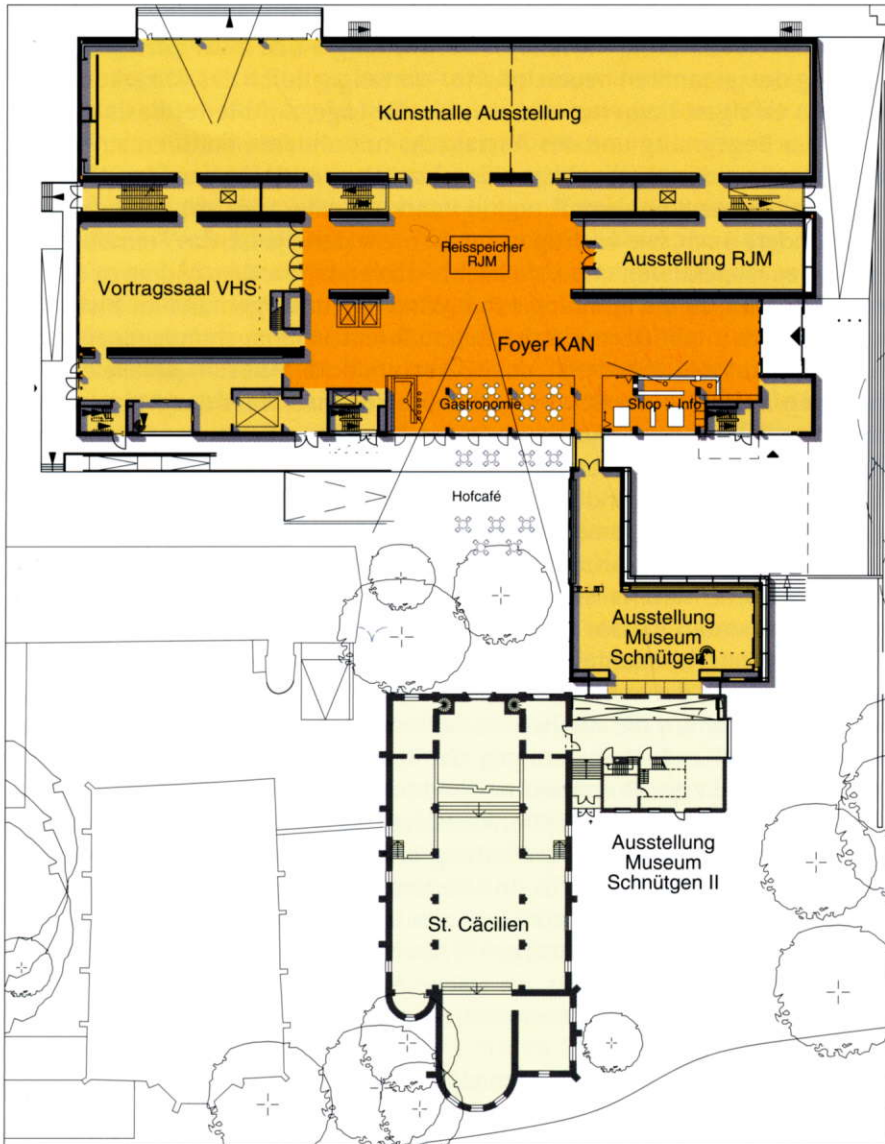 Kunsthalle Ausstellung
Reisspeicher
RJM
Ausstellung RJM
Vortragssaal VHS
Foyer KAN
Gastronomie
Shop + Info
Hofcafé
Ausstellung
Museum
Schnütgen I
Ausstellung
Museum
Schnütgen II
St. Cäcilien